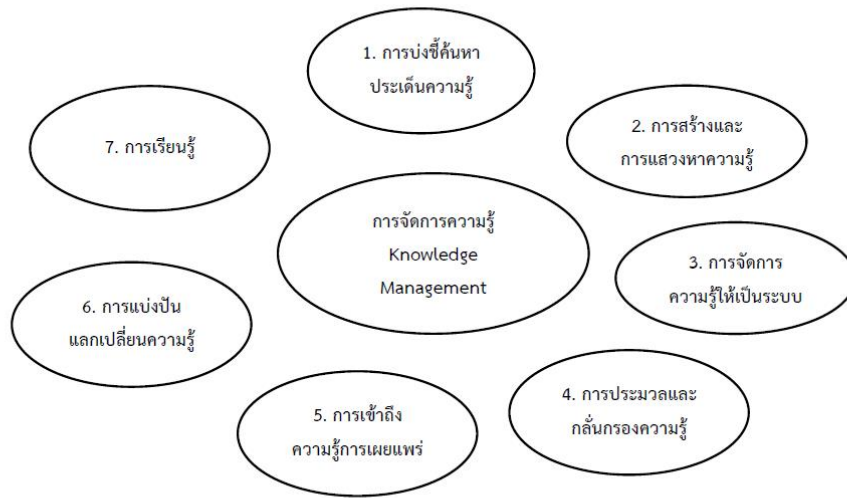 1. การบ่งชี้ค้นหา
ประเด็นความรู้
2. การสร้างและ
การแสวงหาความรู้
3. การจัดการ
ความรู้ให้เป็นระบบ
4. การประมวลและ
กลั่นกรองความรู้
5. การเข้าถึง
ความรู้การเผยแพร่
6. การแบ่งปัน
แลกเปลี่ยนความรู้
7. การเรียนรู้
การจัดการความรู้
Knowledge
Management